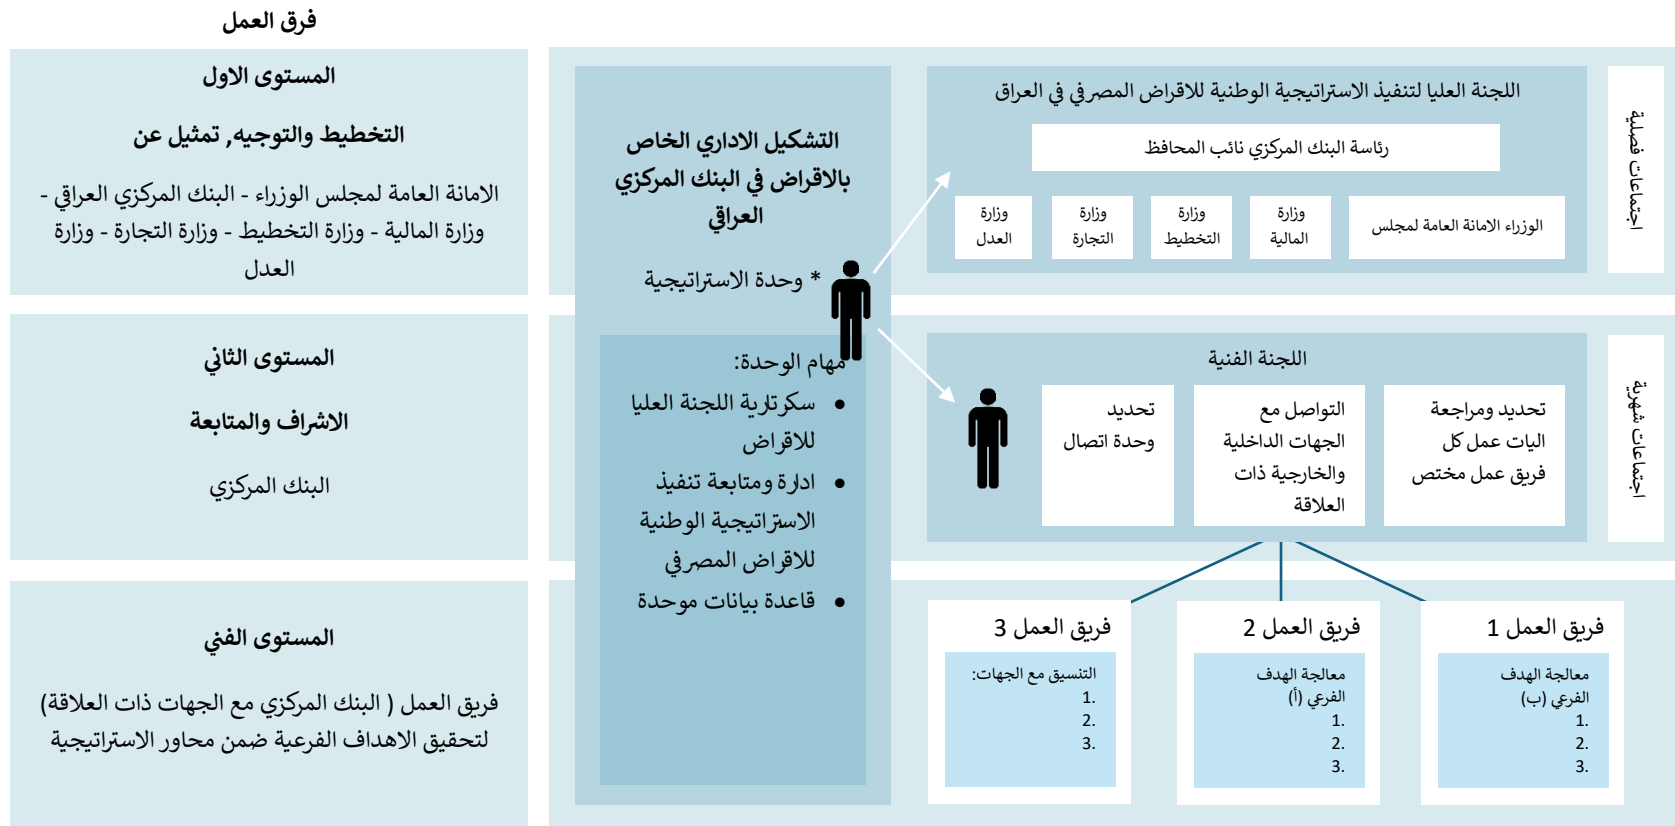 فرق العمل
المستوى الاول
التخطيط والتوجيه, تمثيل عن
الامانة العامة لمجلس الوزراء - البنك المركزي العراقي -
وزارة المالية - وزارة التخطيط - وزارة التجارة - وزارة
العدل
المستوى الثاني
الاشراف والمتابعة
البنك المركزي
المستوى الفني
فريق العمل ( البنك المركزي مع الجهات ذات العلاقة)
لتحقيق الاهداف الفرعية ضمن محاور الاستراتيجية
التشكيل الاداري الخاص
بالاقراض في البنك المركزي
العراقي
* وحدة الاستراتيجية
مهام الوحدة:
• سكرتارية اللجنة العليا
للاقراض
• ادارة ومتابعة تنفيذ
الاستراتيجية الوطنية
للاقراض المصرفي
• قاعدة بيانات موحدة
اجتماعات فصلية
اللجنة العليا لتنفيذ الاستراتيجية الوطنية للاقراض المصرفي في العراق
رئاسة البنك المركزي نائب المحافظ
الوزراء الامانة العامة لمجلس
وزارة
المالية
وزارة
التخطيط
وزارة
التجارة
وزارة
العدل
اجتماعات شهرية
اللجنة الفنية
تحديد ومراجعة
اليات عمل كل
فريق عمل مختص
التواصل مع
الجهات الداخلية
والخارجية ذات
العلاقة
تحديد
وحدة اتصال
فريق العمل 1
معالجة الهدف
الفرعي (ب)
1.
2.
3.
فريق العمل 2
معالجة الهدف
الفرعي (أ)
1.
2.
3.
فريق العمل 3
التنسيق مع الجهات:
1.
2.
3.